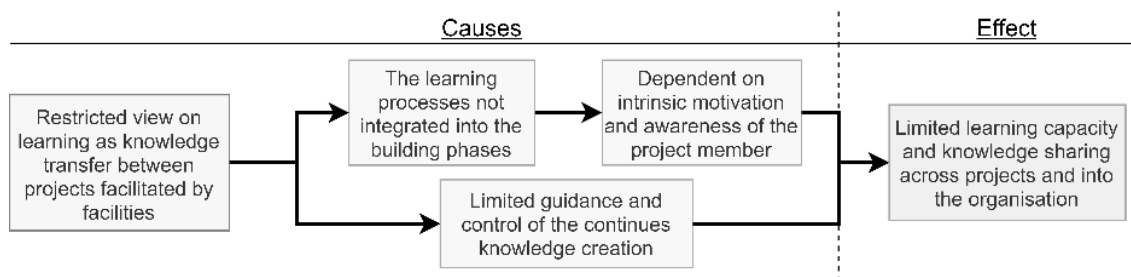 Causes
Effect
Restricted view on
learning as knowledge
transfer between
projects facilitated by
facilities
The learning
processes not
integrated into the
building phases
Dependent on
intrinsic motivation
and awareness of the
project member
Limited guidance and
control of the continues
knowledge creation
Limited learning capacity
and knowledge sharing
across projects and into
the organisation